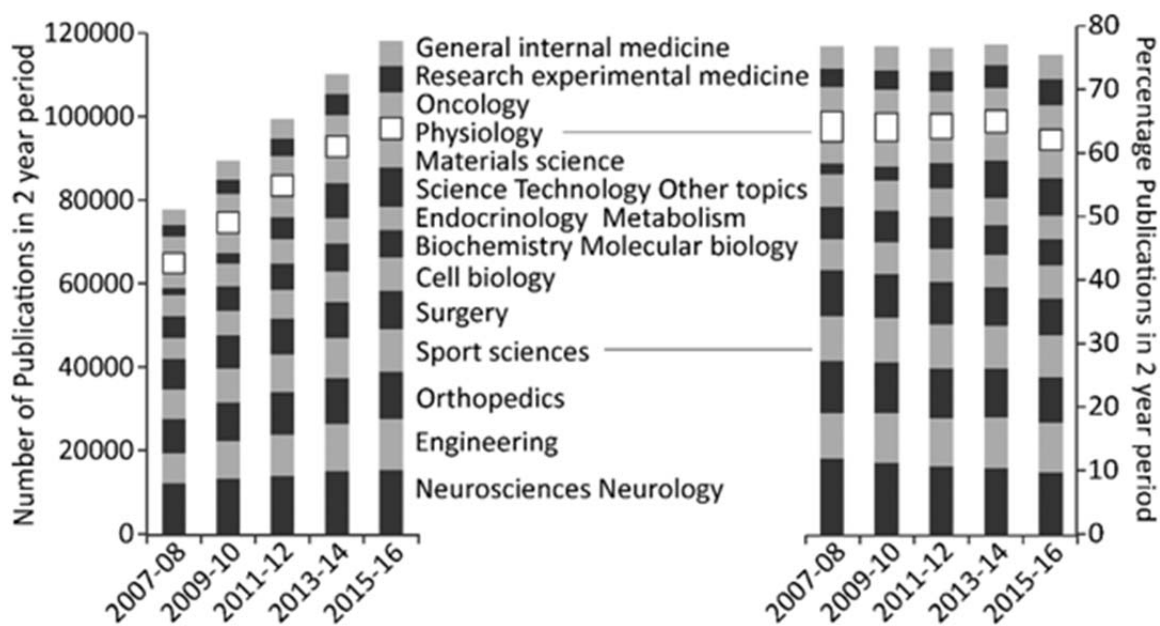 Number of Publications in 2 year period
120000
100000
80000
60000
40000
20000
0
2007-08
2009-10
2011-12
2013-14
2015-16
General internal medicine
Research experimental medicine
Oncology
Physiology
Materials science
Science Technology Other topics
Endocrinology Metabolism
Biochemistry Molecular biology
Cell biology
Surgery
Sport sciences
Orthopedics
Engineering
Neurosciences Neurology
2007-08
2009-10
2011-12
2013-14
2015-16
80
70
60
50
40
30
20
10
0
Percentage Publications in 2 year period